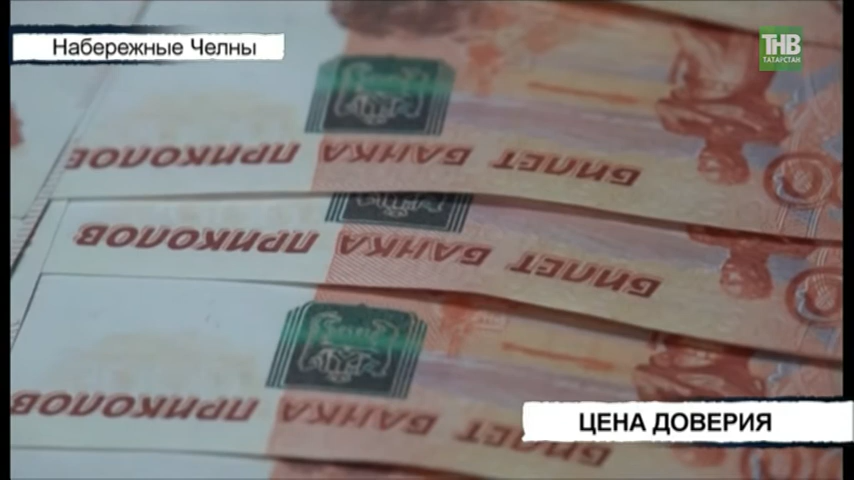 Набережные Челны
ТНВ
ТАТАРСТАН
БИЛЕТ БАНКА ПРИКОЛОВ
БИЛЕТ БАНКА ПРИКОЛОВ
БИЛЕТ БАНКА ПРИКОЛОВ
ЦЕНА ДОВЕРИЯ